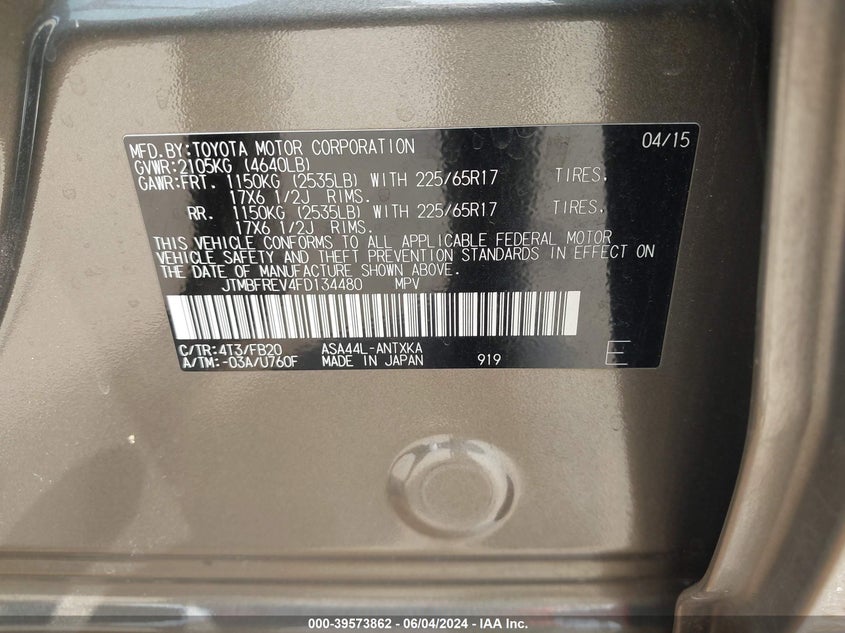 MFD.BY:TOYOTA MOTOR CORPORATION 04/15
GVWR:2105KG (4640LB)
GAWR:FRT. 1150KG (2535LB) WITH 225/65R17 TIRES,
17X6 1/2J RIMS.
RR. 1150KG (2535LB) WITH 225/65R17 TIRES,
17X6 1/2J RIMS.
THIS VEHICLE CONFORMS TO ALL APPLICABLE FEDERAL MOTOR
VEHICLE SAFETY AND THEFT PREVENTION STANDARDS IN EFFECT ON
THE DATE OF MANUFACTURE SHOWN ABOVE.
JTMBFREV4FD134480 MPV
C/TR:4T3/FB20 ASA44L-ANTXKA
A/TM:-03A/U760F MADE IN JAPAN 919 E
000-39573862 - 06/04/2024 - IAA Inc.